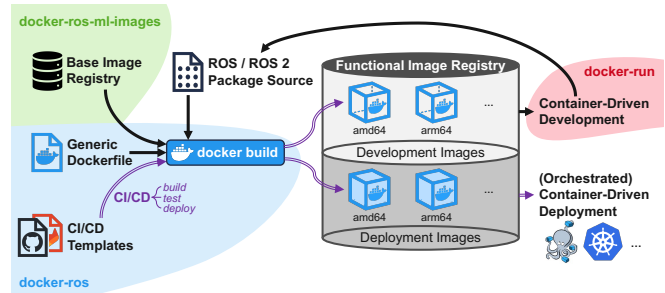 docker-ros-ml-images
Base Image
Registry
ROS / ROS 2
Package Source
Functional Image Registry
docker-run
amd64
arm64
...
Container-Driven
Development
Generic
Dockerfile
docker build
Development Images
CI/CD
build
test
deploy
amd64
arm64
...
(Orchestrated)
Container-Driven
Deployment
CI/CD
Templates
Deployment Images
...
docker-ros